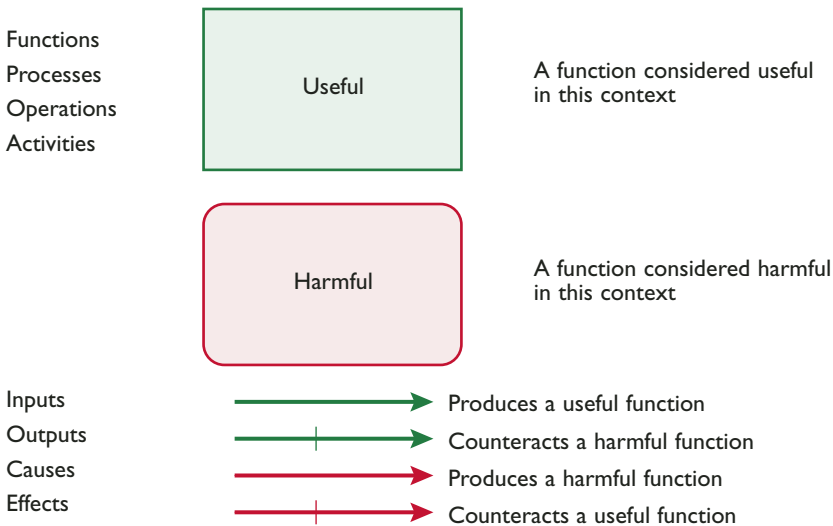 Functions
Processes
Operations
Activities
Useful
A function considered useful
in this context
Harmful
A function considered harmful
in this context
Inputs
Outputs
Causes
Effects
Produces a useful function
Counteracts a harmful function
Produces a harmful function
Counteracts a useful function